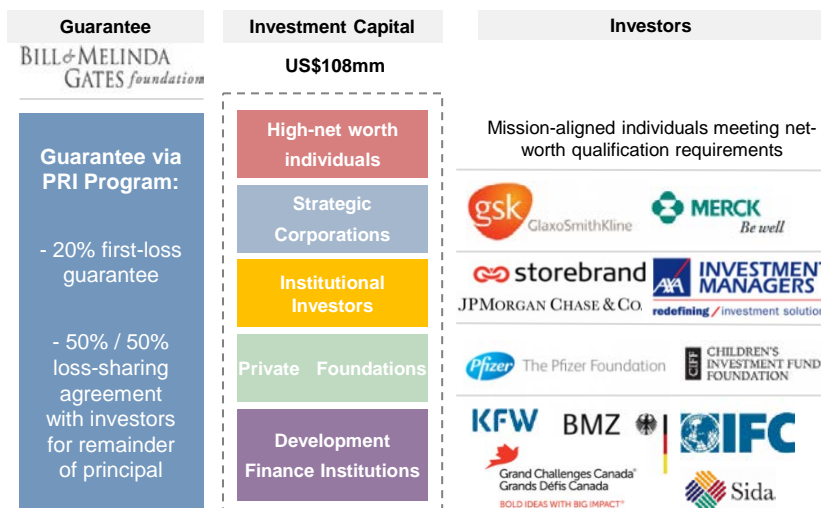 Guarantee
BILL & MELINDA
GATES foundation
Guarantee via
PRI Program:
- 20% first-loss
guarantee
- 50% / 50%
loss-sharing
agreement
with investors
for remainder
of principal
Investment Capital
US$108mm
High-net worth
individuals
Strategic
Corporations
Institutional
Investors
Private Foundations
Development
Finance Institutions
Investors
Mission-aligned individuals meeting net-
worth qualification requirements
gsk GlaxoSmithKline
MERCK
Be well
storebrand
JPMORGAN CHASE & CO.
AXA INVESTMENT
MANAGERS
redefining / investment solution
Pfizer The Pfizer Foundation
CIFF CHILDREN'S
INVESTMENT FUND
FOUNDATION
KFW
BMZ
IFC
Grand Challenges Canada®
Grands Défis Canada
BOLD IDEAS WITH BIG IMPACT™
Sida